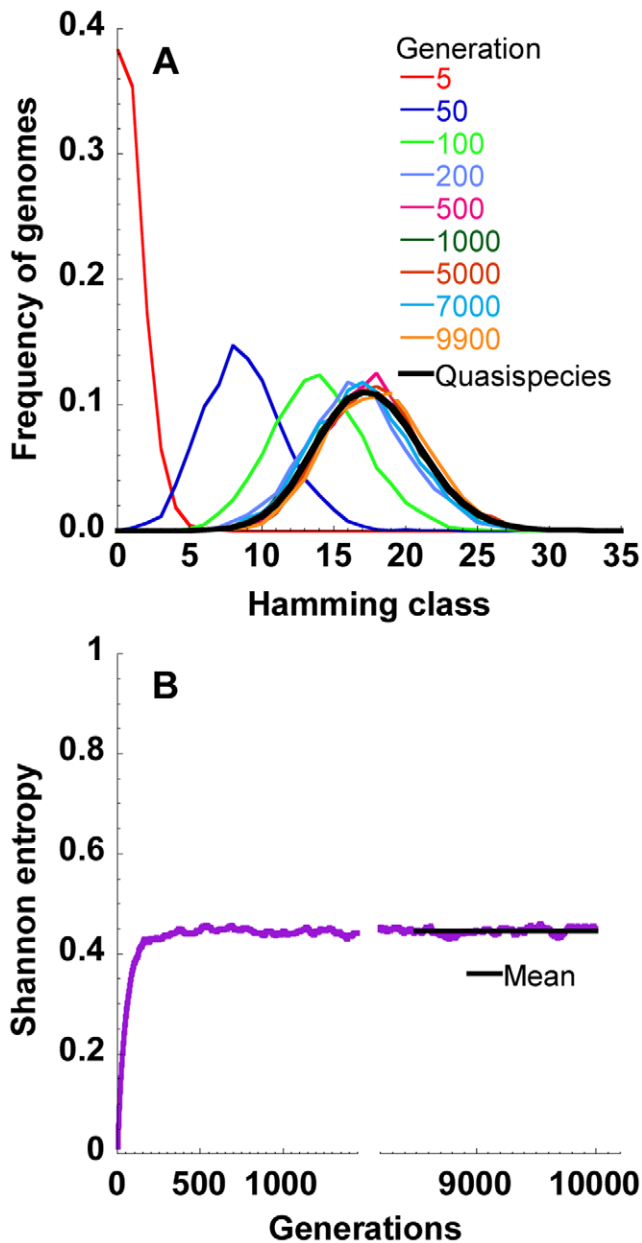 A
Generation
5
50
100
200
500
1000
5000
7000
9900
Quasispecies
Frequency of genomes
0.4
0.3
0.2
0.1
0.0
0 5 10 15 20 25 30 35
Hamming class
B
Shannon entropy
1
0.8
0.6
0.4
0.2
0
Mean
0 500 1000 9000 10000
Generations